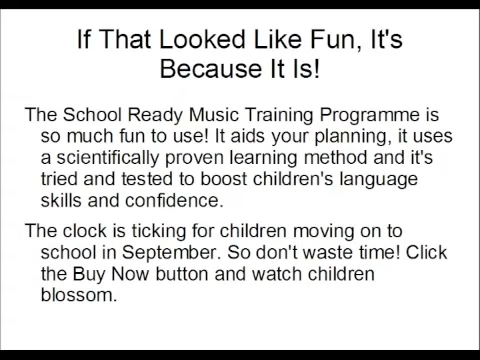 If That Looked Like Fun, It's
Because It Is!
The School Ready Music Training Programme is
so much fun to use! It aids your planning, it uses
a scientifically proven learning method and it's
tried and tested to boost children's language
skills and confidence.
The clock is ticking for children moving on to
school in September. So don't waste time! Click
the Buy Now button and watch children
blossom.